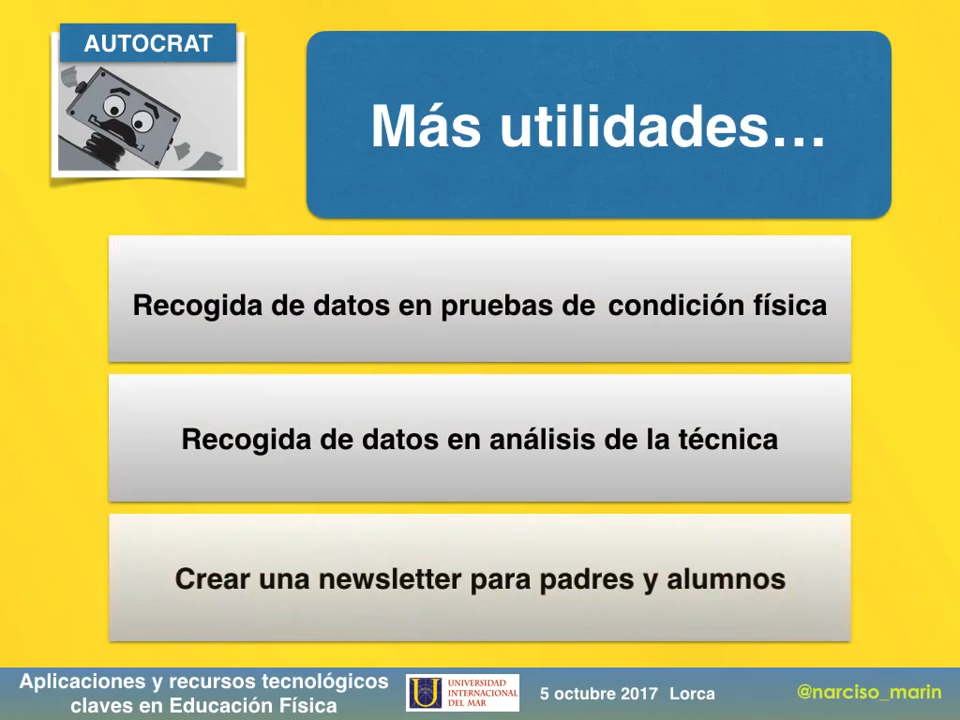 AUTOCRAT
Más utilidades…
Recogida de datos en pruebas de condición física
Recogida de datos en análisis de la técnica
Crear una newsletter para padres y alumnos
Aplicaciones y recursos tecnológicos
claves en Educación Física
UNIVERSIDAD
INTERNACIONAL
DEL MAR
5 octubre 2017 Lorca
@narciso_marin